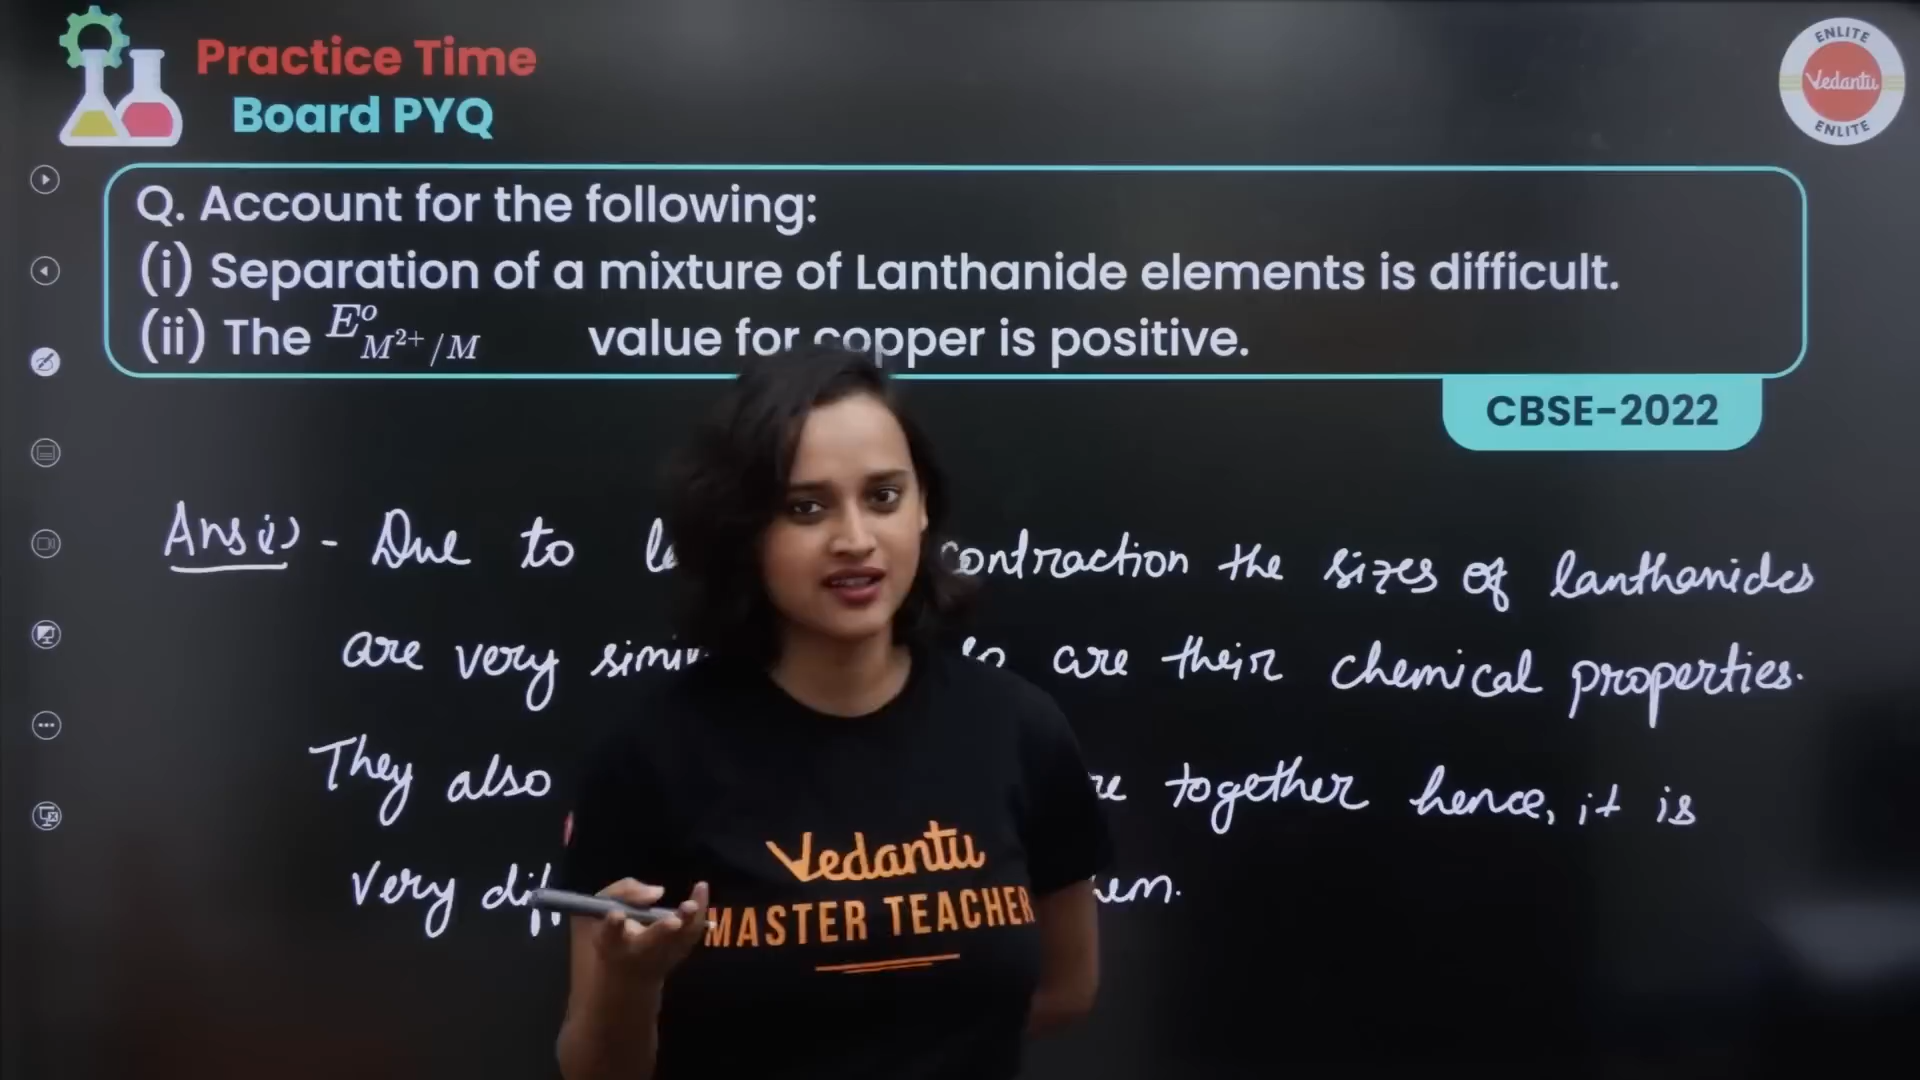 Practice Time
Board PYQ
ENLITE
Vedantu
ENLITE
Q. Account for the following:
(i) Separation of a mixture of Lanthanide elements is difficult.
(ii) The E°M²⁺/M value for copper is positive.
CBSE-2022
Ans(i) - Due to contraction the sizes of lanthanides
are very are their chemical properties.
They also together hence, it is
very
Vedantu
MASTER TEACHER